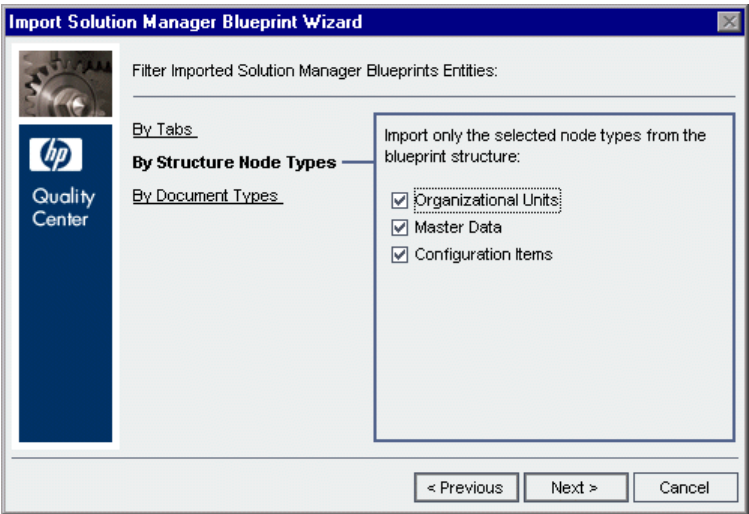 Import Solution Manager Blueprint Wizard
Filter Imported Solution Manager Blueprints Entities:
By Tabs
By Structure Node Types
By Document Types
hp
Quality
Center
Import only the selected node types from the
blueprint structure:
Organizational Units
Master Data
Configuration Items
< Previous
Next >
Cancel